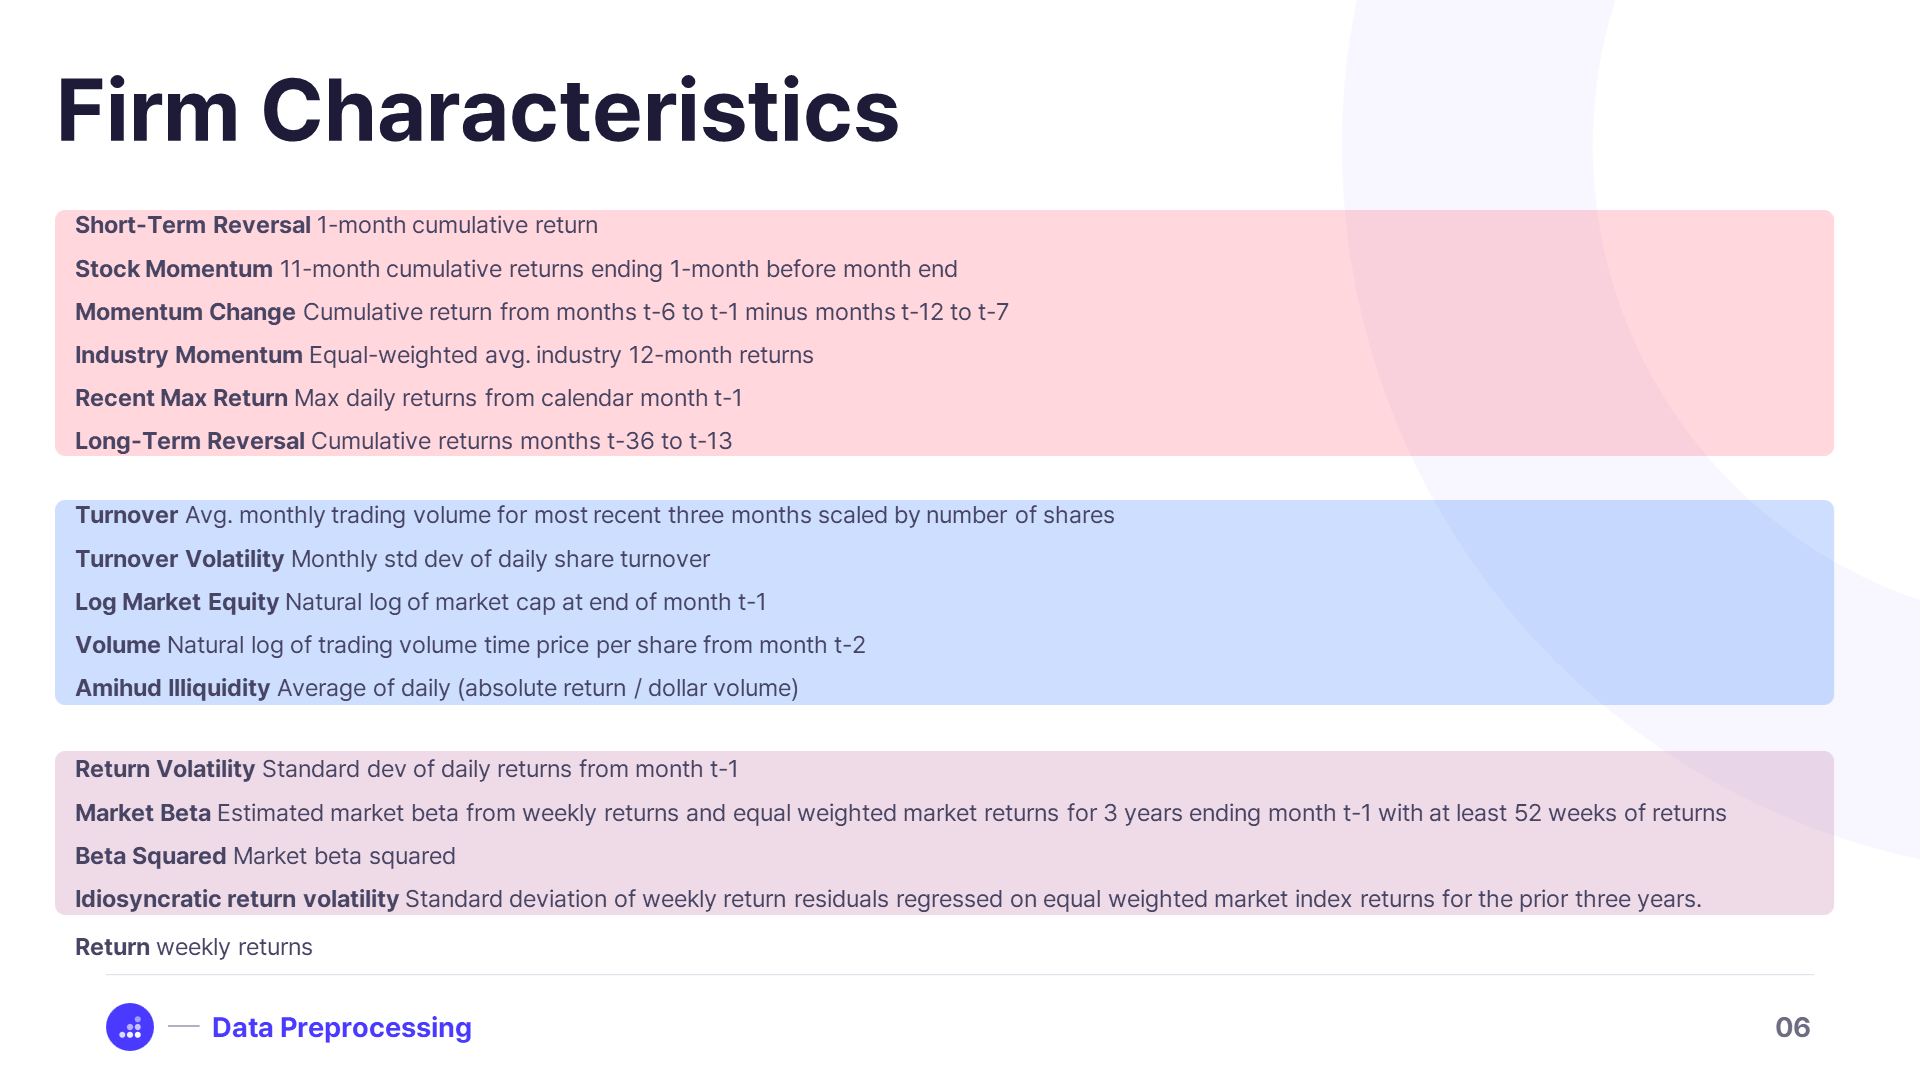 Firm Characteristics
Short-Term Reversal 1-month cumulative return
Stock Momentum 11-month cumulative returns ending 1-month before month end
Momentum Change Cumulative return from months t-6 to t-1 minus months t-12 to t-7
Industry Momentum Equal-weighted avg. industry 12-month returns
Recent Max Return Max daily returns from calendar month t-1
Long-Term Reversal Cumulative returns months t-36 to t-13
Turnover Avg. monthly trading volume for most recent three months scaled by number of shares
Turnover Volatility Monthly std dev of daily share turnover
Log Market Equity Natural log of market cap at end of month t-1
Volume Natural log of trading volume time price per share from month t-2
Amihud Illiquidity Average of daily (absolute return / dollar volume)
Return Volatility Standard dev of daily returns from month t-1
Market Beta Estimated market beta from weekly returns and equal weighted market returns for 3 years ending month t-1 with at least 52 weeks of returns
Beta Squared Market beta squared
Idiosyncratic return volatility Standard deviation of weekly return residuals regressed on equal weighted market index returns for the prior three years.
Return weekly returns
Data Preprocessing
06